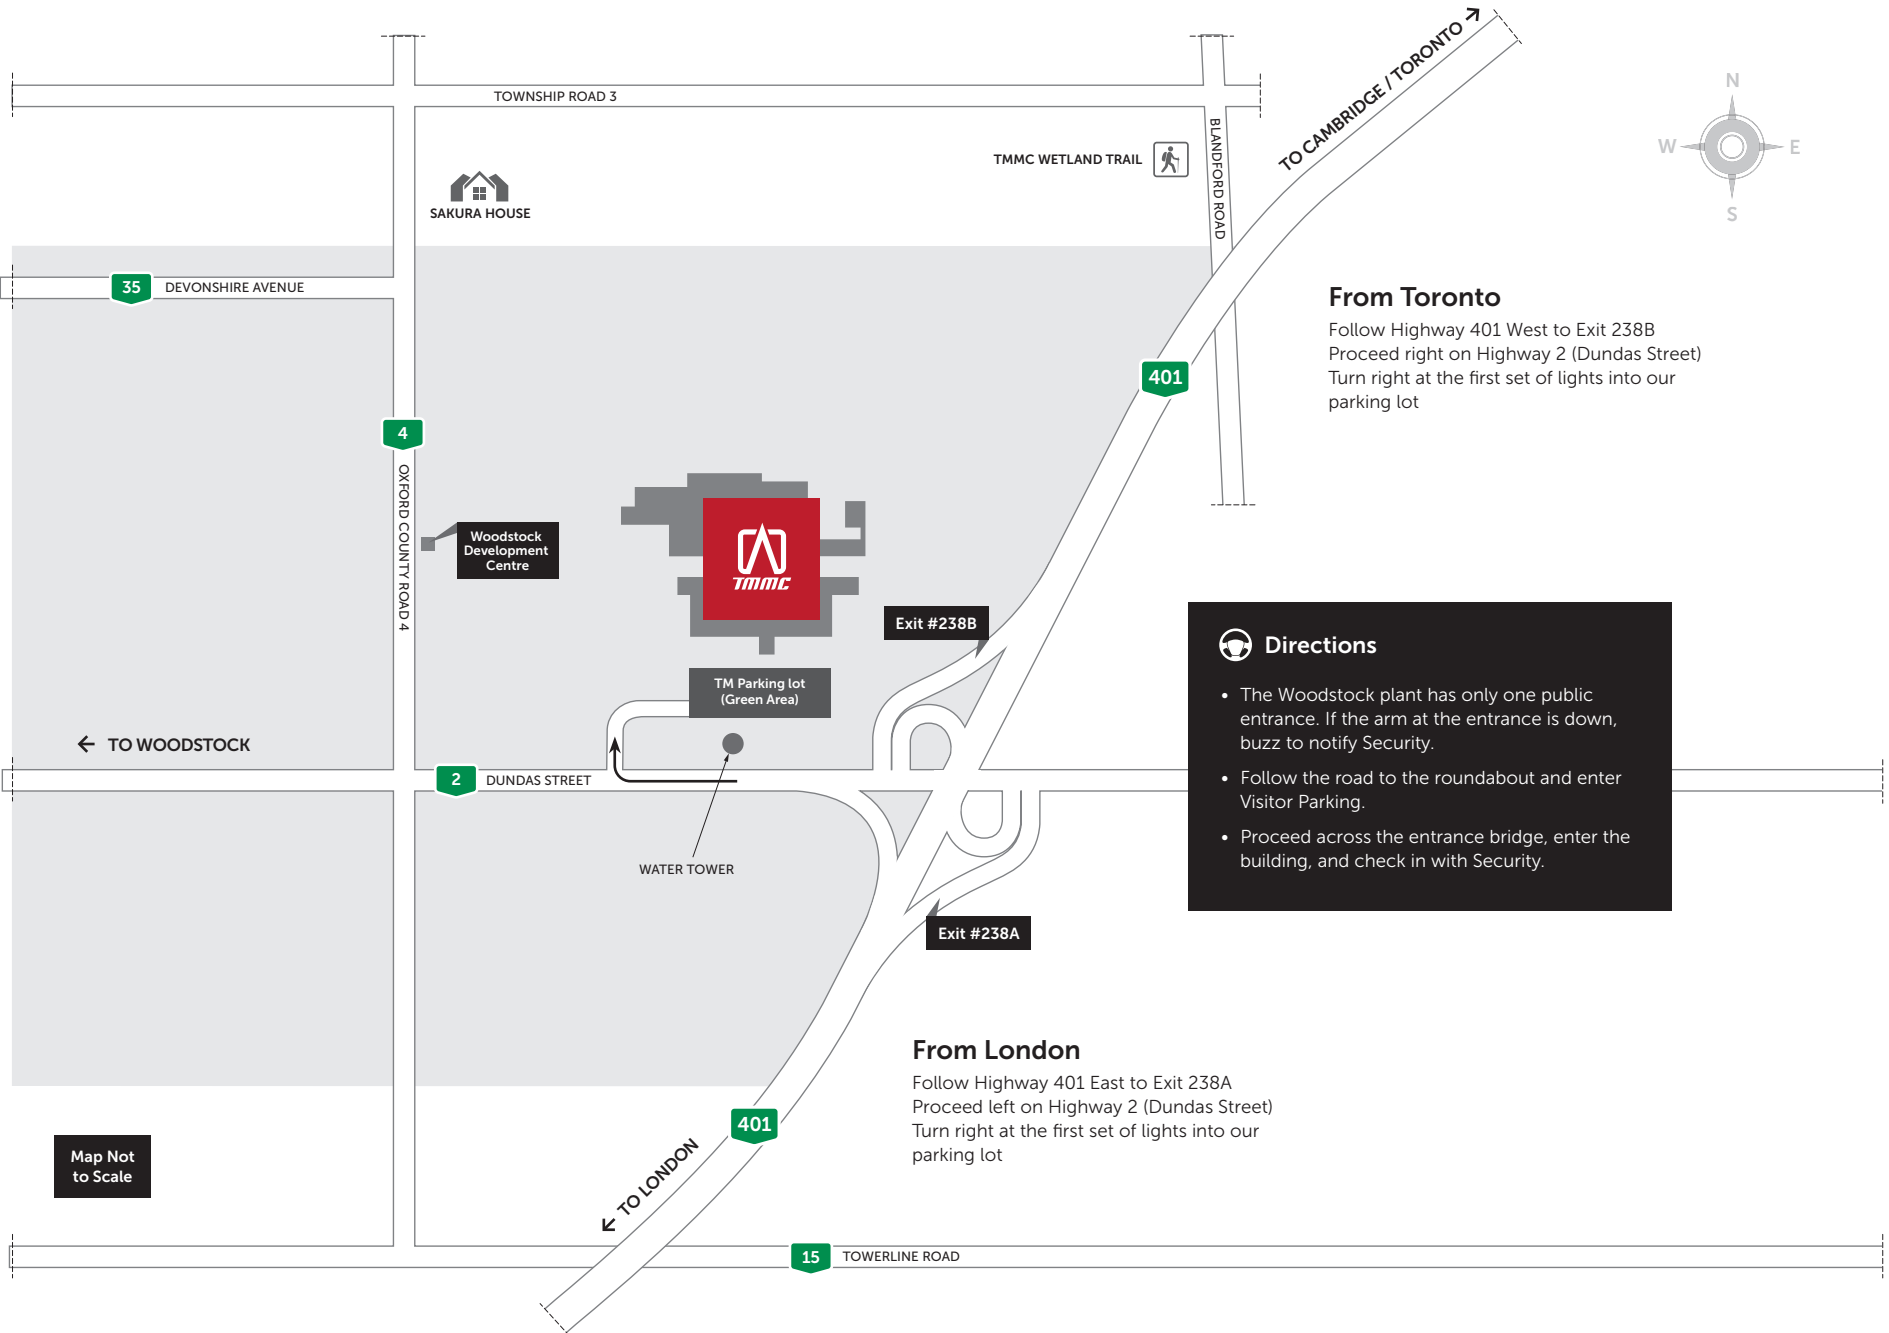 TO CAMBRIDGE / TORONTO
TOWNSHIP ROAD 3
N
W
E
S
BLANDFORD ROAD
TMMC WETLAND TRAIL
SAKURA HOUSE
35
DEVONSHIRE AVENUE
From Toronto
Follow Highway 401 West to Exit 238B
Proceed right on Highway 2 (Dundas Street)
Turn right at the first set of lights into our
parking lot
401
4
OXFORD COUNTY ROAD 4
Woodstock
Development
Centre
TMMC
Exit #238B
Directions
• The Woodstock plant has only one public
entrance. If the arm at the entrance is down,
buzz to notify Security.
• Follow the road to the roundabout and enter
Visitor Parking.
• Proceed across the entrance bridge, enter the
building, and check in with Security.
TM Parking lot
(Green Area)
TO WOODSTOCK
2
DUNDAS STREET
WATER TOWER
Exit #238A
From London
Follow Highway 401 East to Exit 238A
Proceed left on Highway 2 (Dundas Street)
Turn right at the first set of lights into our
parking lot
401
TO LONDON
Map Not
to Scale
15
TOWERLINE ROAD